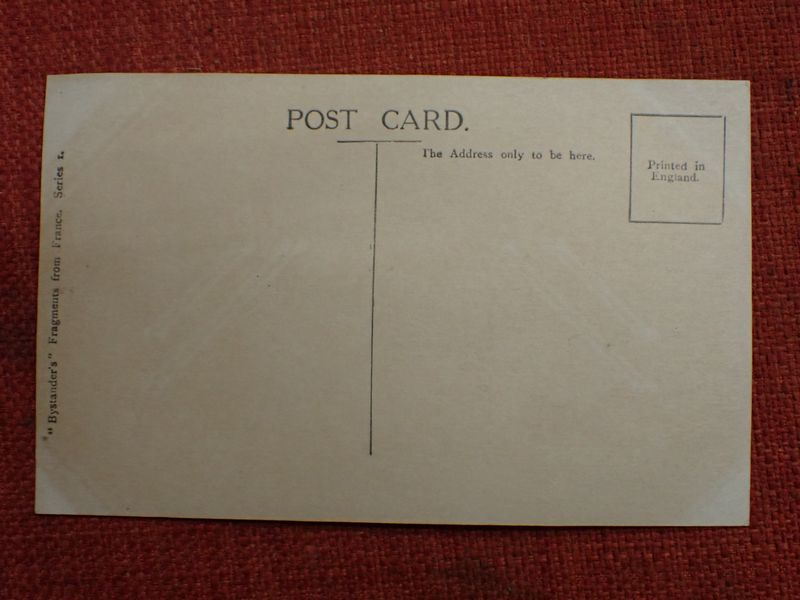 POST CARD.
The Address only to be here.
Printed in
England.
"Bystander's" Fragments from France. Series 1.